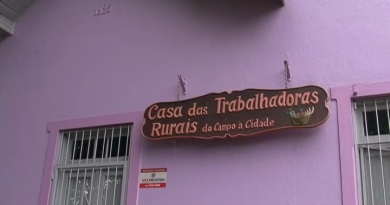 Casa das Trabalhadoras
Rurais do Campo à Cidade